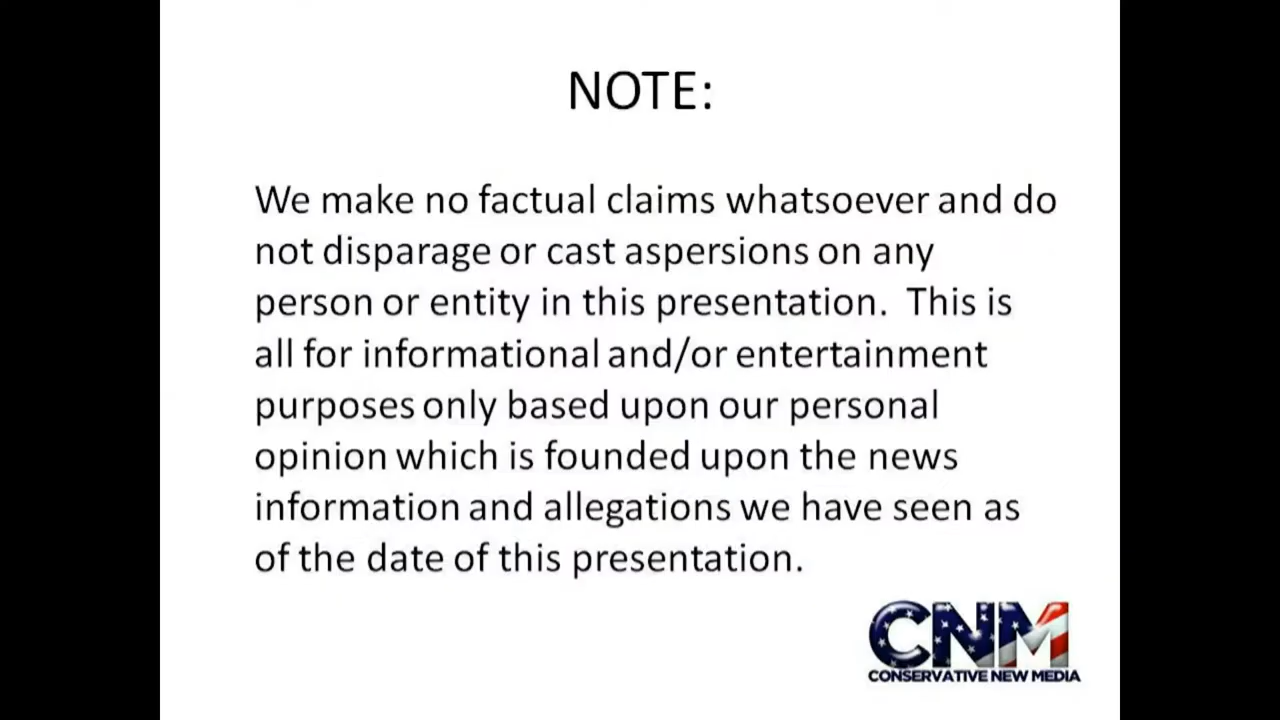 NOTE:
We make no factual claims whatsoever and do
not disparage or cast aspersions on any
person or entity in this presentation.  This is
all for informational and/or entertainment
purposes only based upon our personal
opinion which is founded upon the news
information and allegations we have seen as
of the date of this presentation.
CNM
CONSERVATIVE NEW MEDIA